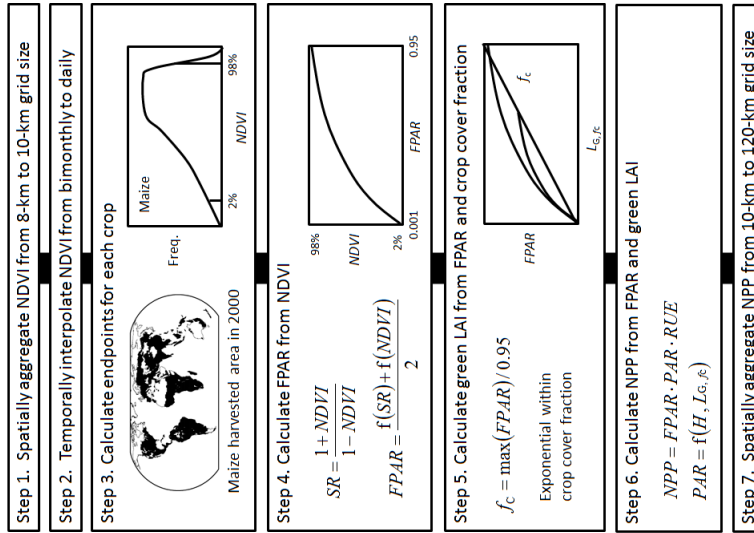 Step 1. Spatially aggregate NDVI from 8-km to 10-km grid size
Step 2. Temporally interpolate NDVI from bimonthly to daily
Step 3. Calculate endpoints for each crop
Maize harvested area in 2000
Freq.
Maize
2%
98%
NDVI
Step 4. Calculate FPAR from NDVI
SR = (1+NDVI)/(1−NDVI)
FPAR = (f(SR)+f(NDVI))/2
98%
NDVI
2%
0.001
0.95
FPAR
Step 5. Calculate green LAI from FPAR and crop cover fraction
f_c = max(FPAR)/0.95
Exponential within
crop cover fraction
FPAR
f_c
L_G,fc
Step 6. Calculate NPP from FPAR and green LAI
NPP = FPAR·PAR·RUE
PAR = f(H, L_G,fc)
Step 7. Spatially aggregate NPP from 10-km to 120-km grid size